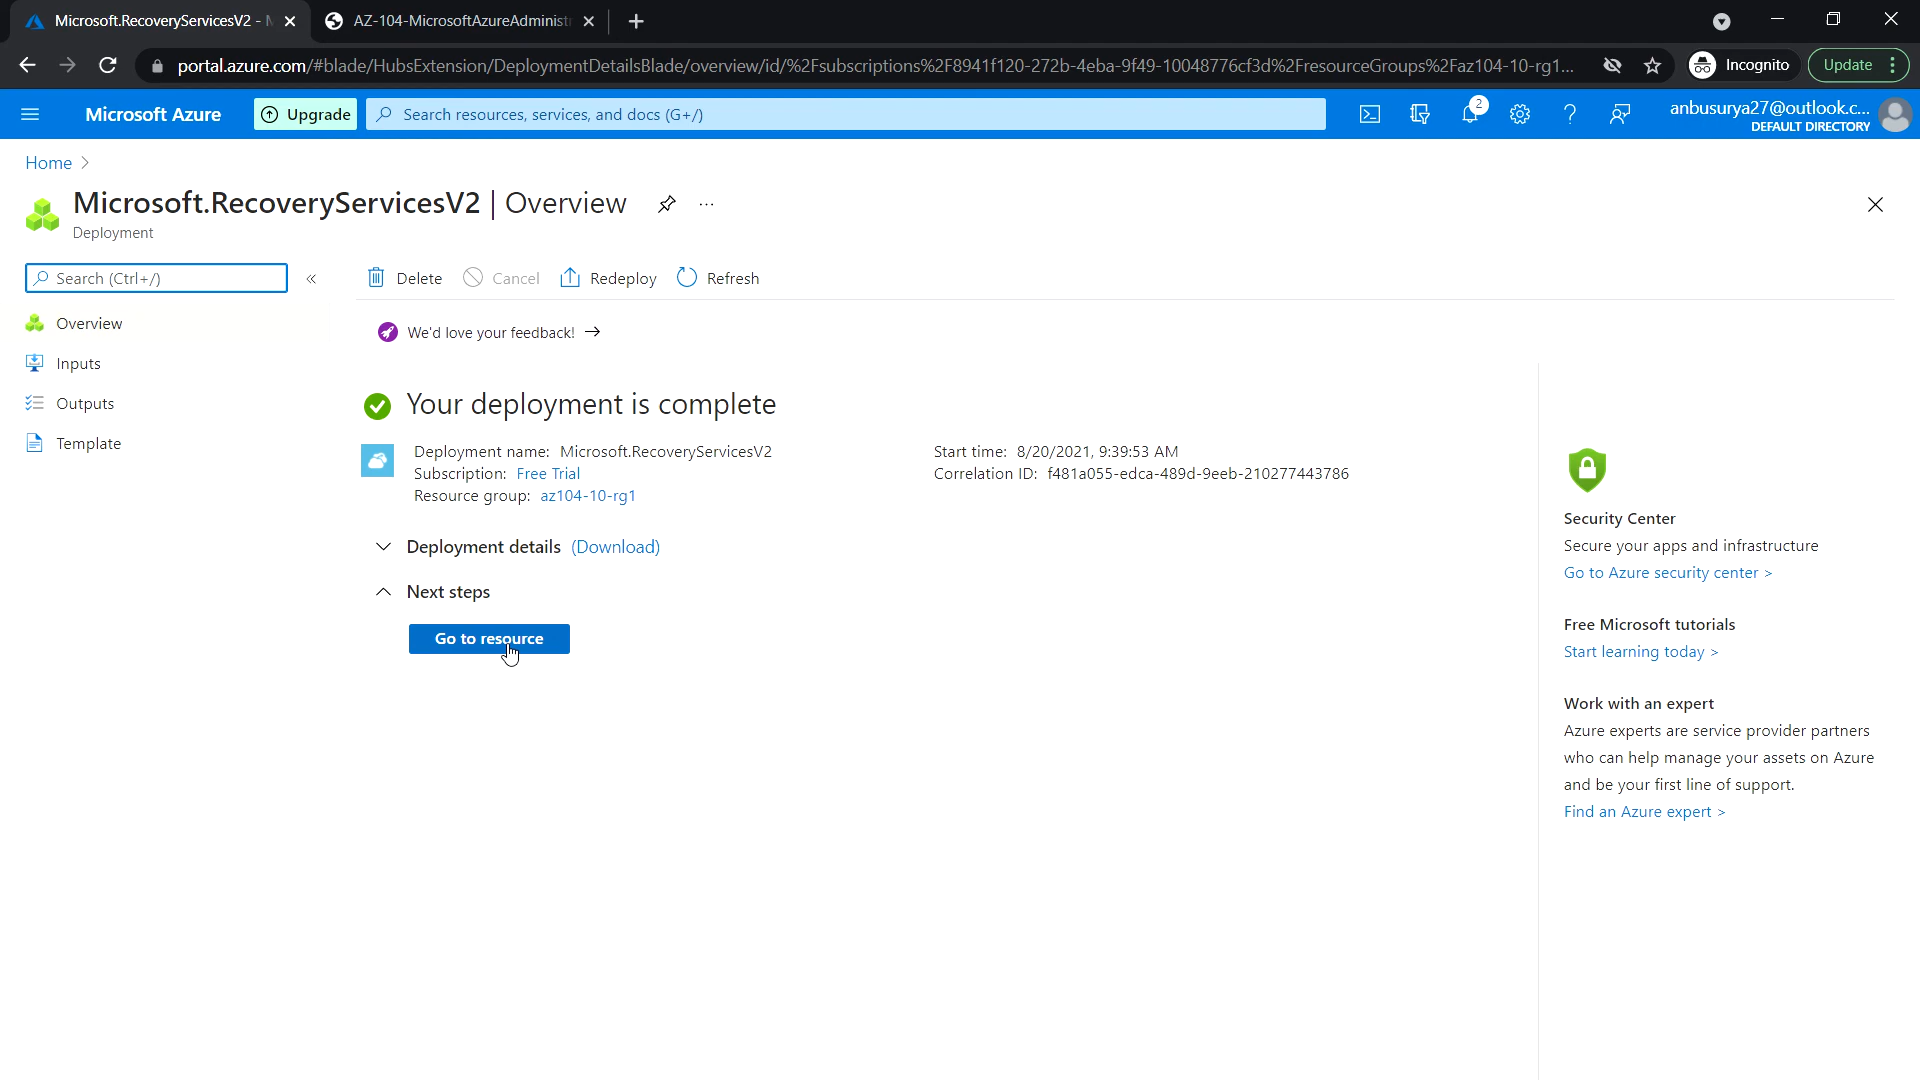 Microsoft.RecoveryServicesV2 - M
AZ-104-MicrosoftAzureAdministr
portal.azure.com/#blade/HubsExtension/DeploymentDetailsBlade/overview/id/%2Fsubscriptions%2F8941f120-272b-4eba-9f49-10048776cf3d%2FresourceGroups%2Faz104-10-rg1...
Incognito
Update
Microsoft Azure
Upgrade
Search resources, services, and docs (G+/)
2
anbusurya27@outlook.c...
DEFAULT DIRECTORY
Home
Microsoft.RecoveryServicesV2 | Overview
Deployment
Search (Ctrl+/)
Delete
Cancel
Redeploy
Refresh
Overview
Inputs
Outputs
Template
We'd love your feedback! →
Your deployment is complete
Deployment name: Microsoft.RecoveryServicesV2
Subscription: Free Trial
Resource group: az104-10-rg1
Start time: 8/20/2021, 9:39:53 AM
Correlation ID: f481a055-edca-489d-9eeb-210277443786
Deployment details (Download)
Next steps
Go to resource
Security Center
Secure your apps and infrastructure
Go to Azure security center >
Free Microsoft tutorials
Start learning today >
Work with an expert
Azure experts are service provider partners
who can help manage your assets on Azure
and be your first line of support.
Find an Azure expert >